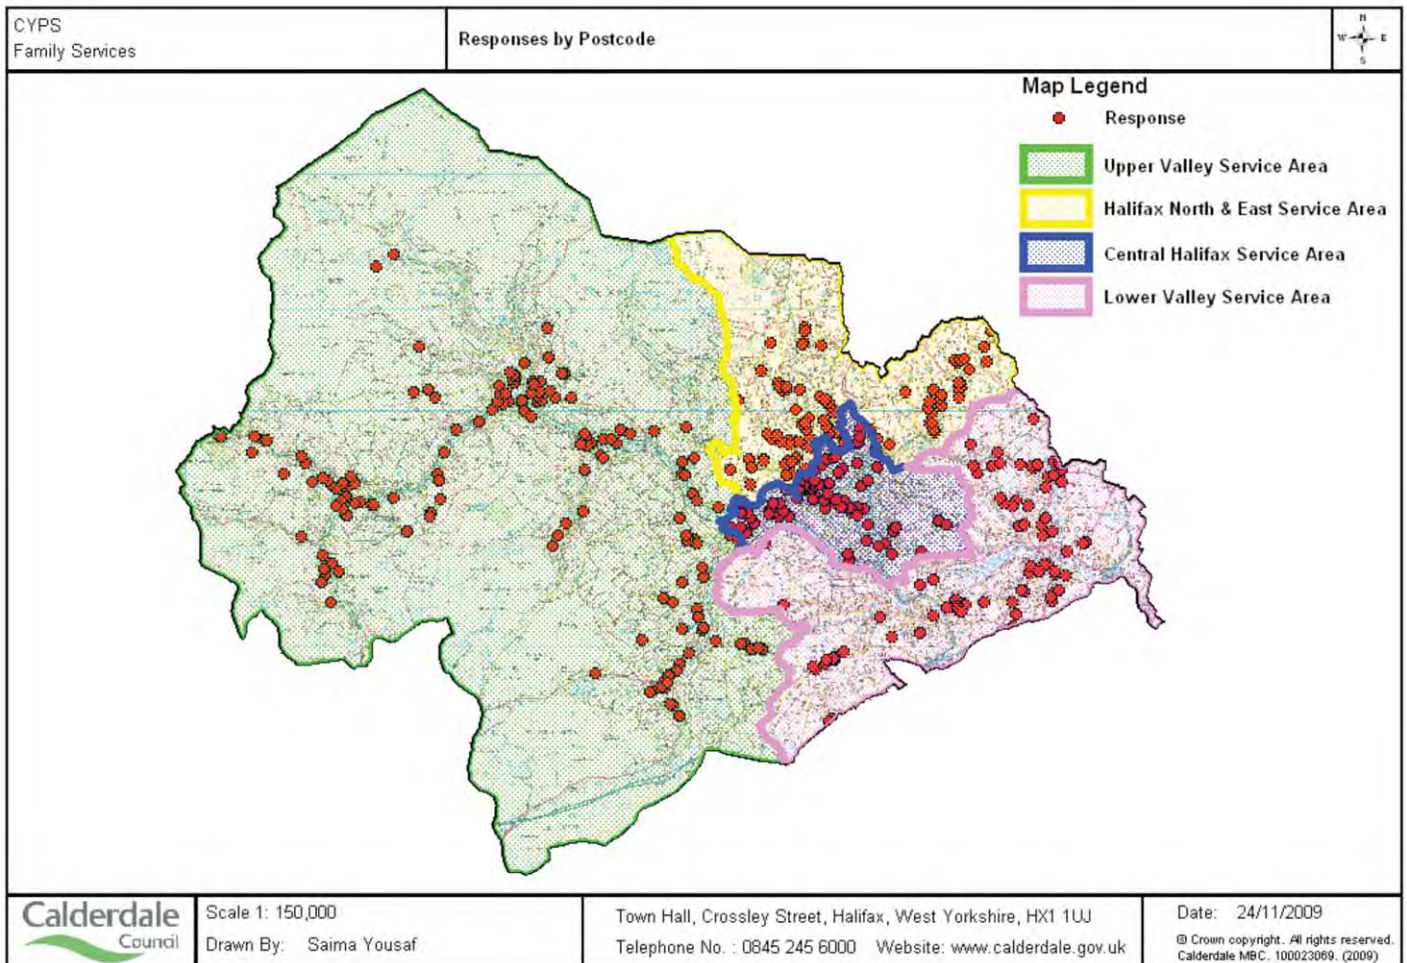 CYPS
Family Services
Responses by Postcode
N
W E
S
Map Legend
Response
Upper Valley Service Area
Halifax North & East Service Area
Central Halifax Service Area
Lower Valley Service Area
Calderdale
Council
Scale 1: 150,000
Drawn By: Saima Yousaf
Town Hall, Crossley Street, Halifax, West Yorkshire, HX1 1UJ
Telephone No. : 0845 245 6000 Website: www.calderdale.gov.uk
Date: 24/11/2009
© Crown copyright. All rights reserved.
Calderdale MBC. 100023069. (2009)